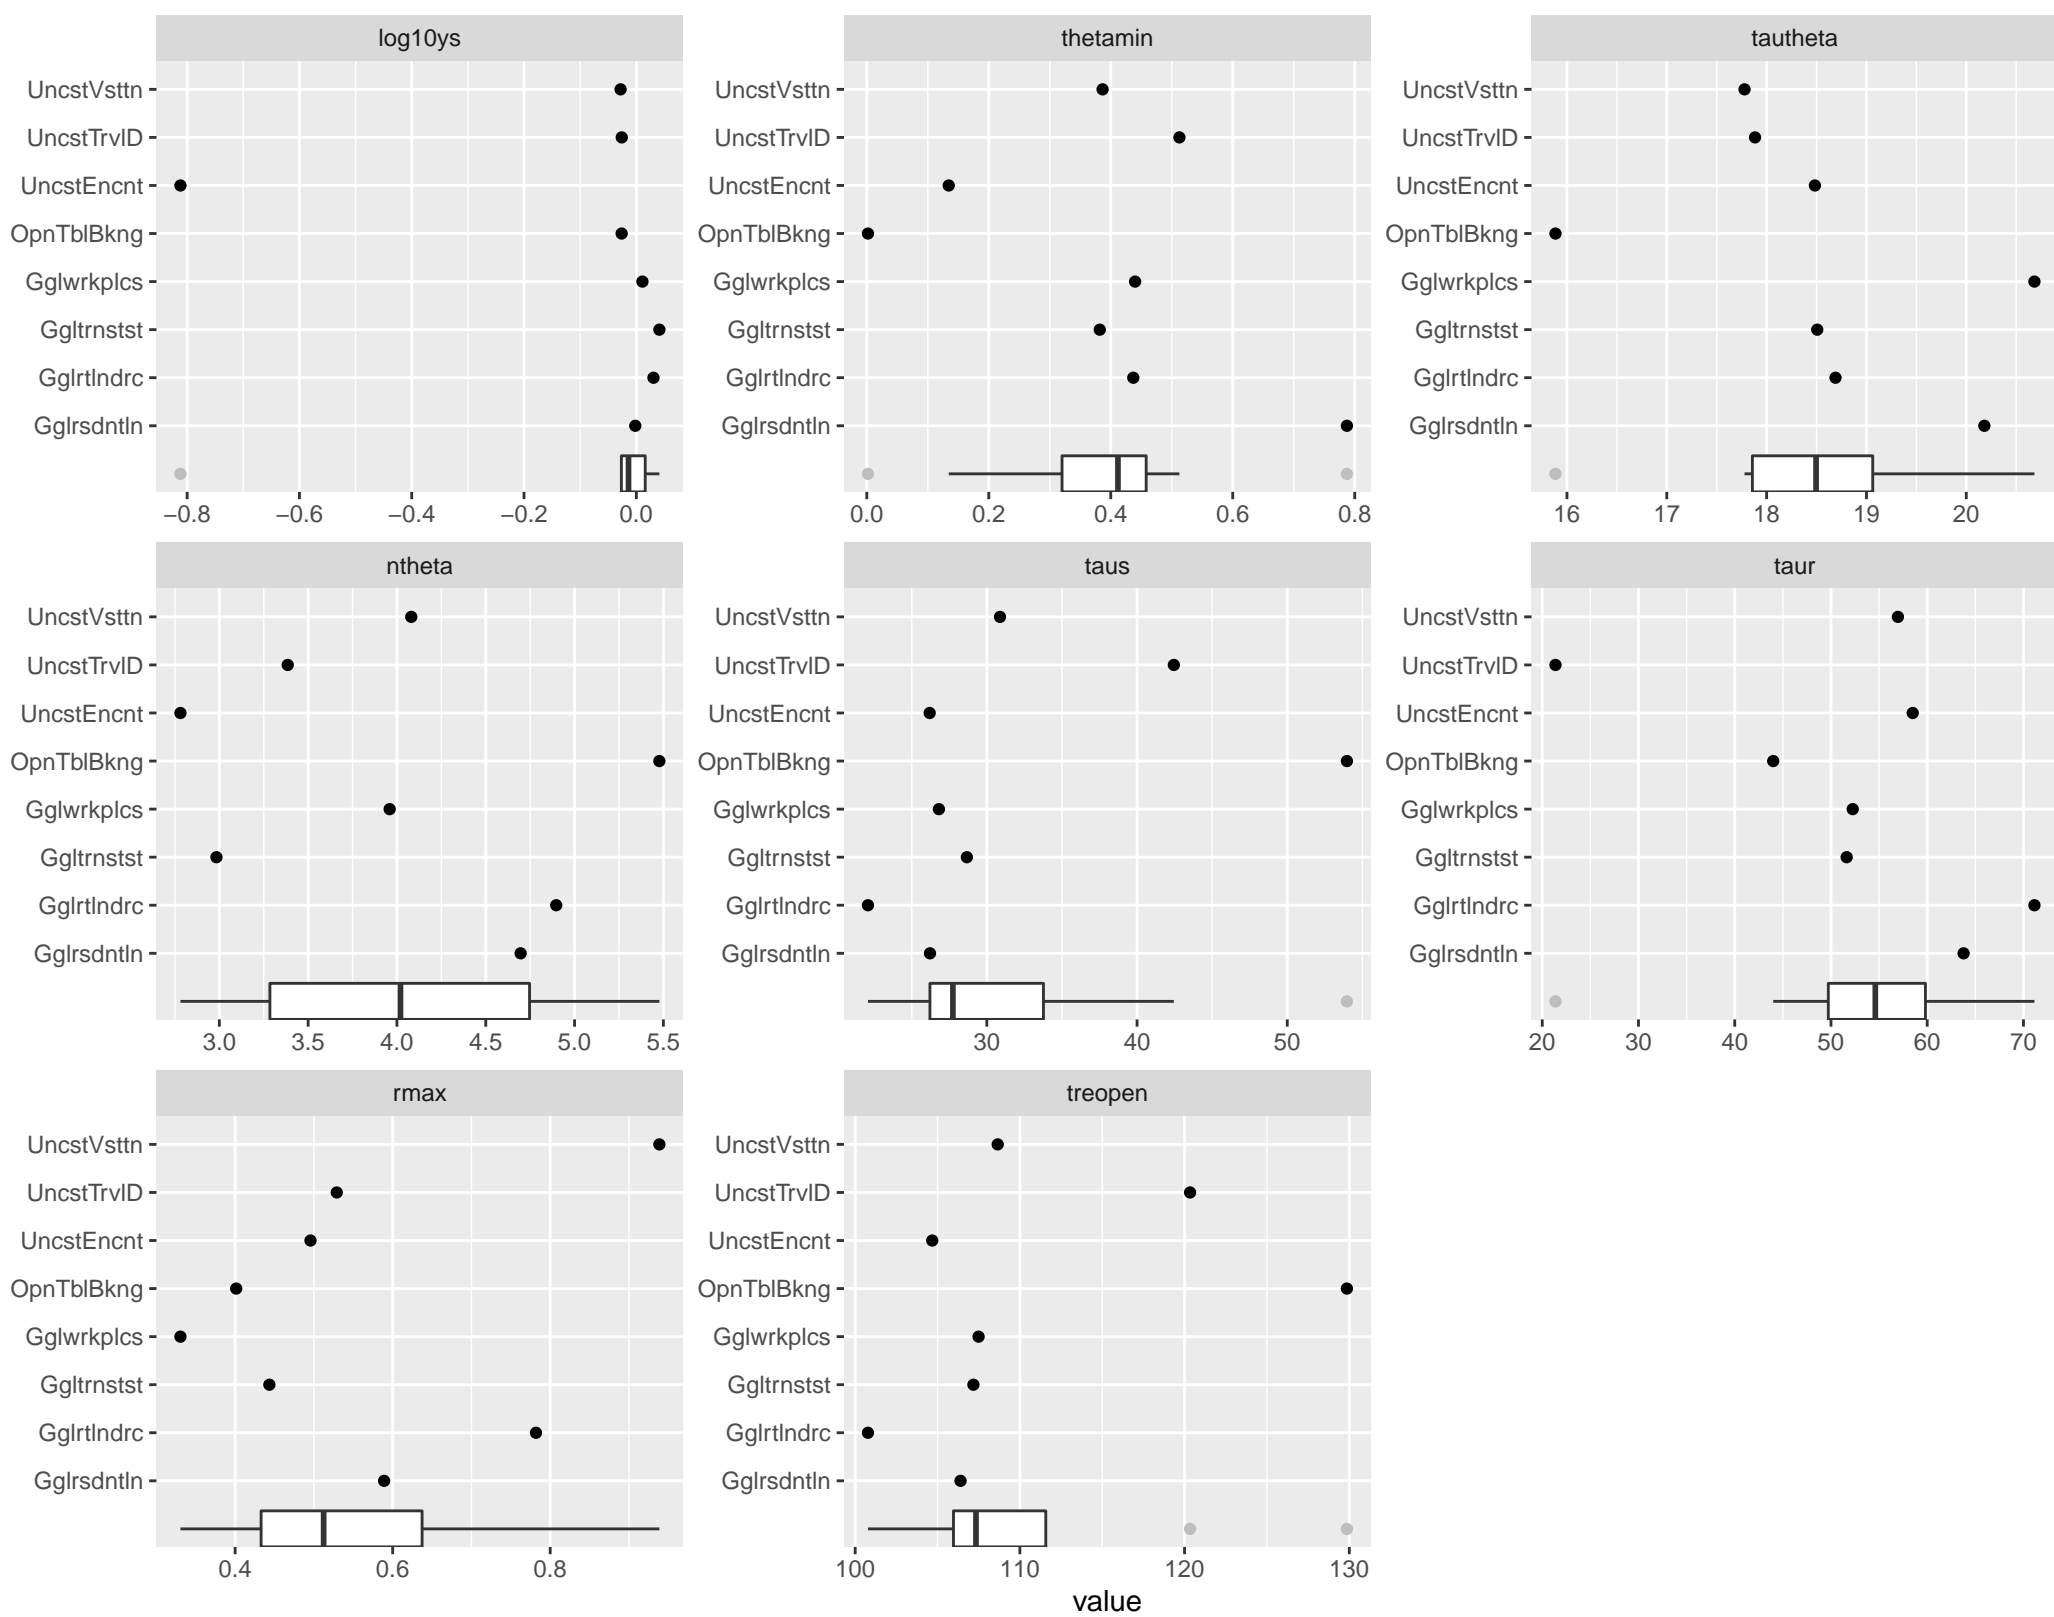 log10ys
UncstVsttn
UncstTrvlD
UncstEncnt
OpnTblBkng
Gglwrkplcs
Ggltrnstst
Gglrtlndrc
Gglrsdntln
−0.8 −0.6 −0.4 −0.2 0.0
thetamin
UncstVsttn
UncstTrvlD
UncstEncnt
OpnTblBkng
Gglwrkplcs
Ggltrnstst
Gglrtlndrc
Gglrsdntln
0.0 0.2 0.4 0.6 0.8
tautheta
UncstVsttn
UncstTrvlD
UncstEncnt
OpnTblBkng
Gglwrkplcs
Ggltrnstst
Gglrtlndrc
Gglrsdntln
16 17 18 19 20
ntheta
UncstVsttn
UncstTrvlD
UncstEncnt
OpnTblBkng
Gglwrkplcs
Ggltrnstst
Gglrtlndrc
Gglrsdntln
3.0 3.5 4.0 4.5 5.0 5.5
taus
UncstVsttn
UncstTrvlD
UncstEncnt
OpnTblBkng
Gglwrkplcs
Ggltrnstst
Gglrtlndrc
Gglrsdntln
30 40 50
taur
UncstVsttn
UncstTrvlD
UncstEncnt
OpnTblBkng
Gglwrkplcs
Ggltrnstst
Gglrtlndrc
Gglrsdntln
20 30 40 50 60 70
rmax
UncstVsttn
UncstTrvlD
UncstEncnt
OpnTblBkng
Gglwrkplcs
Ggltrnstst
Gglrtlndrc
Gglrsdntln
0.4 0.6 0.8
treopen
UncstVsttn
UncstTrvlD
UncstEncnt
OpnTblBkng
Gglwrkplcs
Ggltrnstst
Gglrtlndrc
Gglrsdntln
100 110 120 130
value